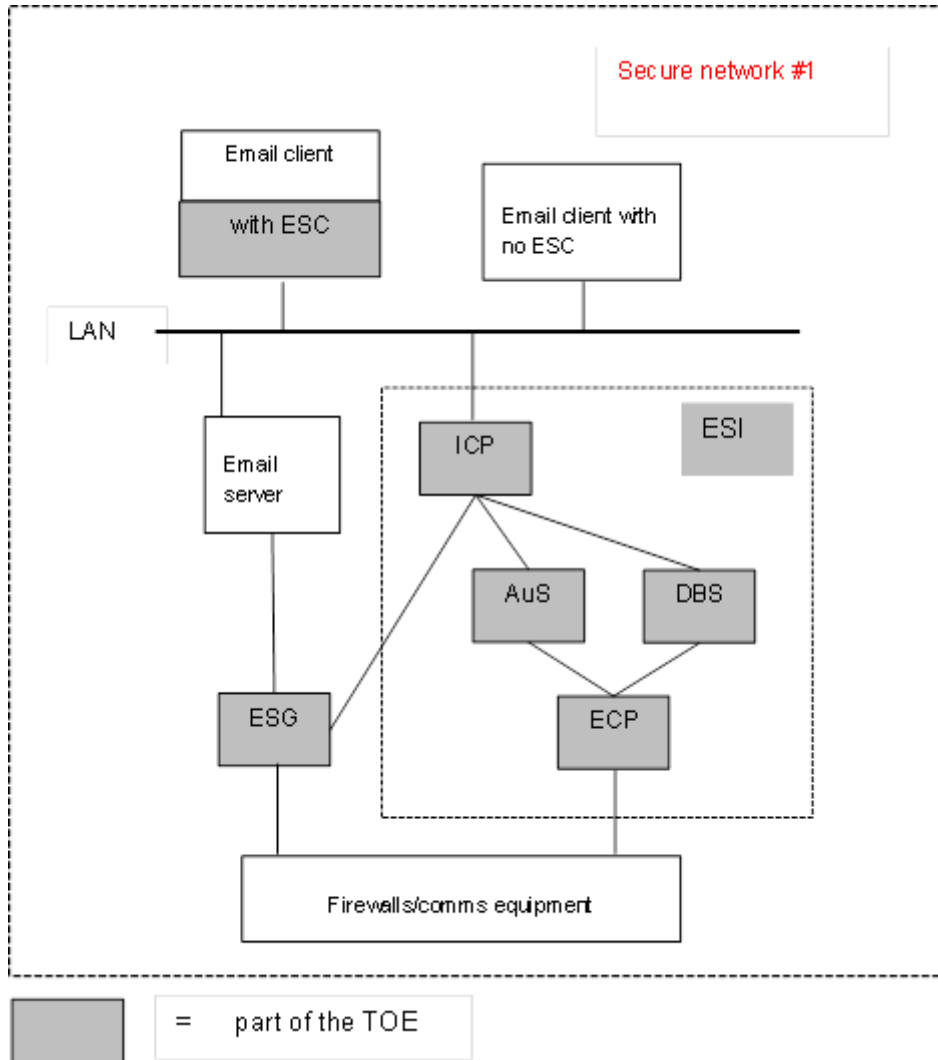 Secure network #1
Email client
with ESC
Email client with
no ESC
LAN
ICP
ESI
Email
server
AuS
DBS
ESG
ECP
Firewalls/comms equipment
= part of the TOE